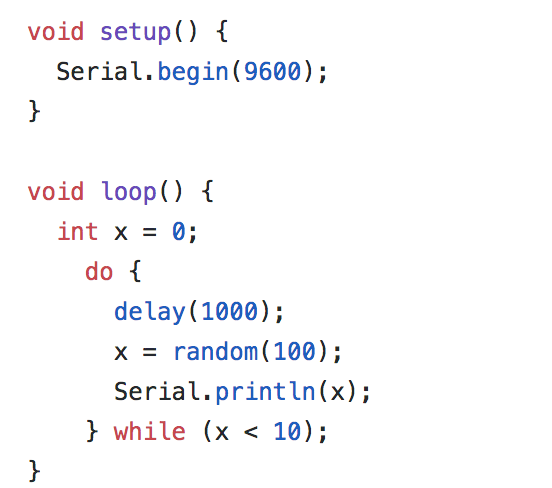 void setup() {
  Serial.begin(9600);
}

void loop() {
  int x = 0;
    do {
      delay(1000);
      x = random(100);
      Serial.println(x);
    } while (x < 10);
}